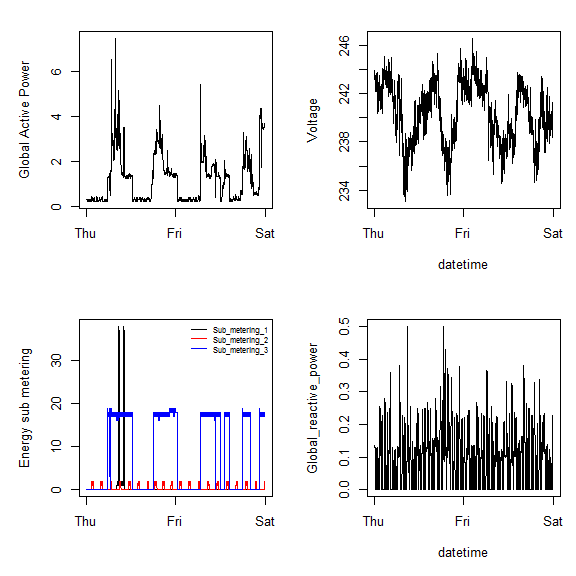 Global Active Power
6
4
2
0
Thu
Fri
Sat
Voltage
246
242
238
234
Thu
Fri
Sat
datetime
Energy sub metering
30
20
10
0
Thu
Fri
Sat
Sub_metering_1
Sub_metering_2
Sub_metering_3
Global_reactive_power
0.5
0.4
0.3
0.2
0.1
0.0
Thu
Fri
Sat
datetime